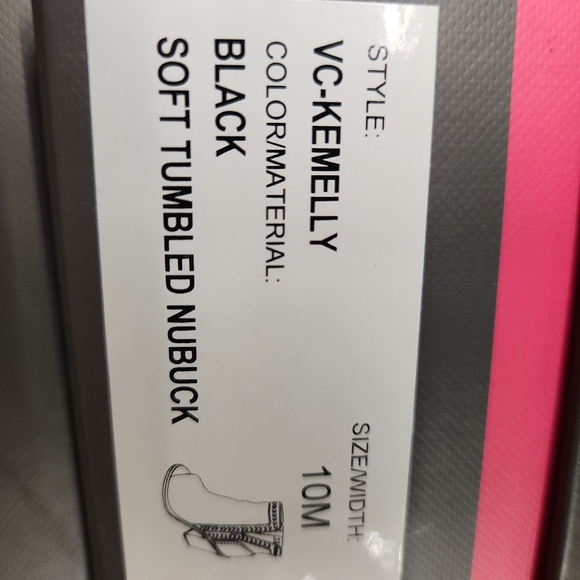 STYLE: SIZE/WIDTH:
VC-KEMELLY 10M
COLOR/MATERIAL:
BLACK
SOFT TUMBLED NUBUCK